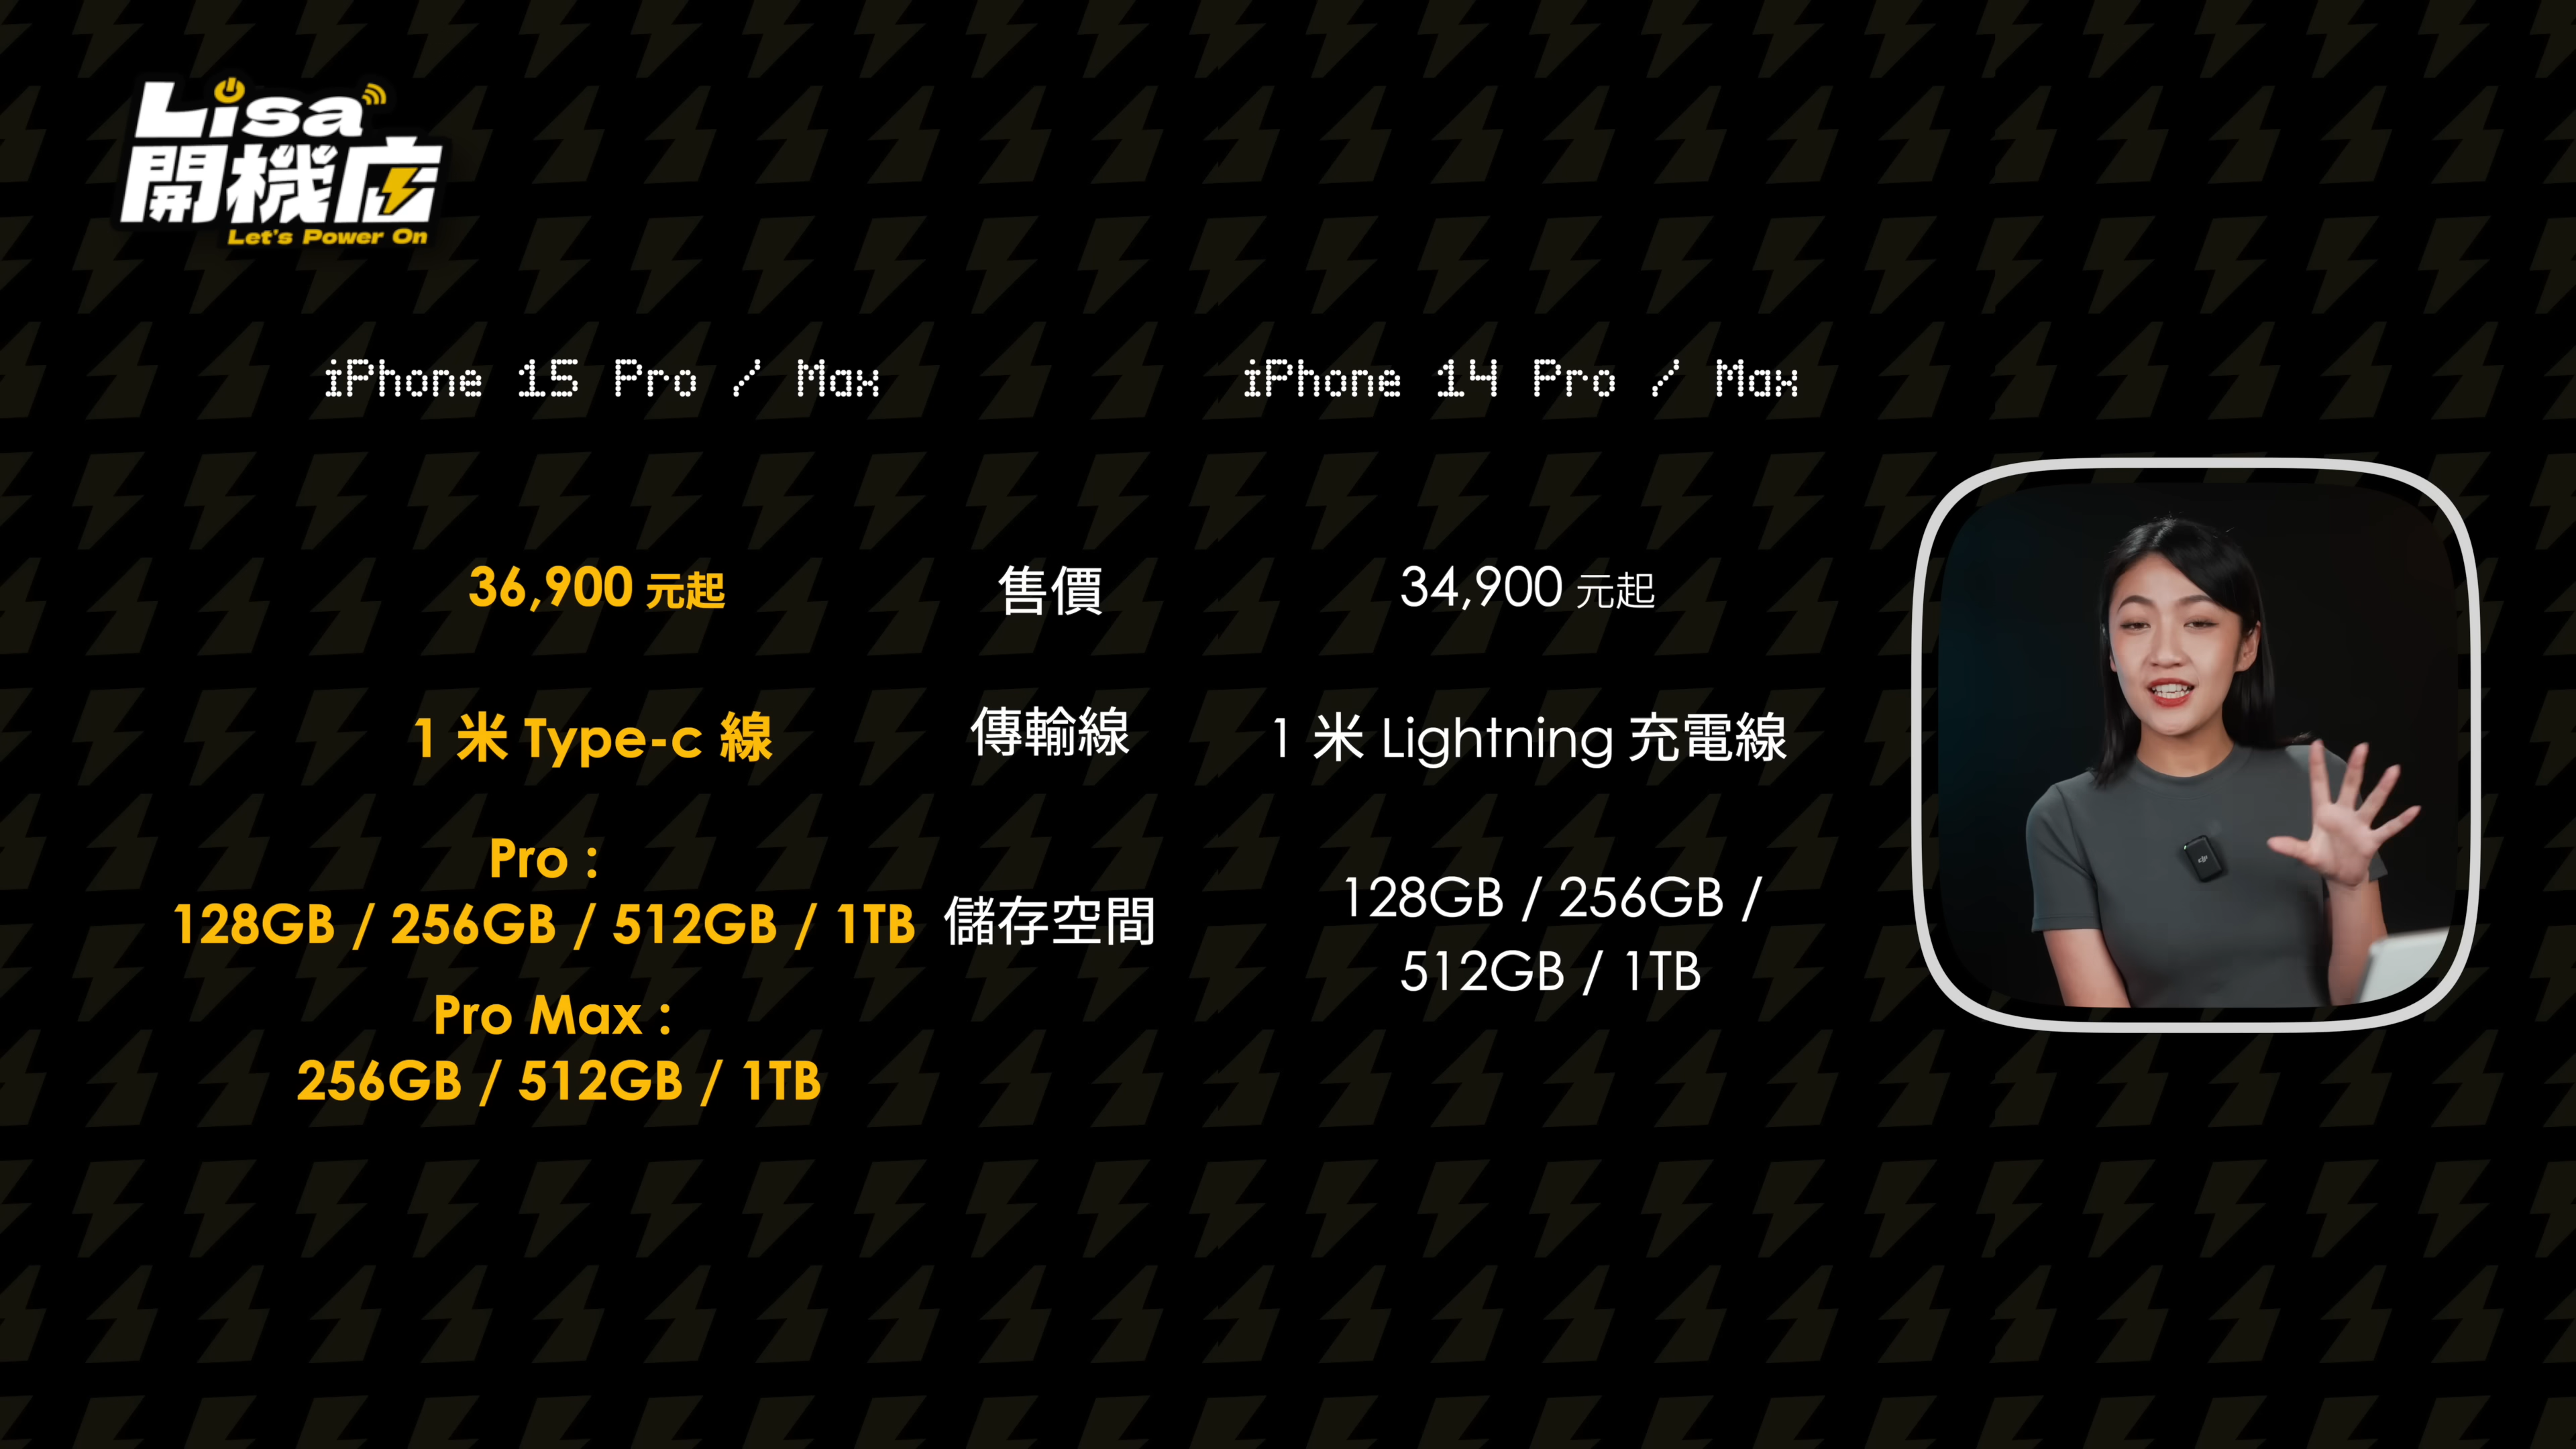 Lisa
開機店
Let's Power On
iPhone 15 Pro / Max
iPhone 14 Pro / Max
36,900 元起
售價
34,900 元起
1 米 Type-c 線
傳輸線
1 米 Lightning 充電線
Pro :
128GB / 256GB / 512GB / 1TB
Pro Max :
256GB / 512GB / 1TB
儲存空間
128GB / 256GB /
512GB / 1TB